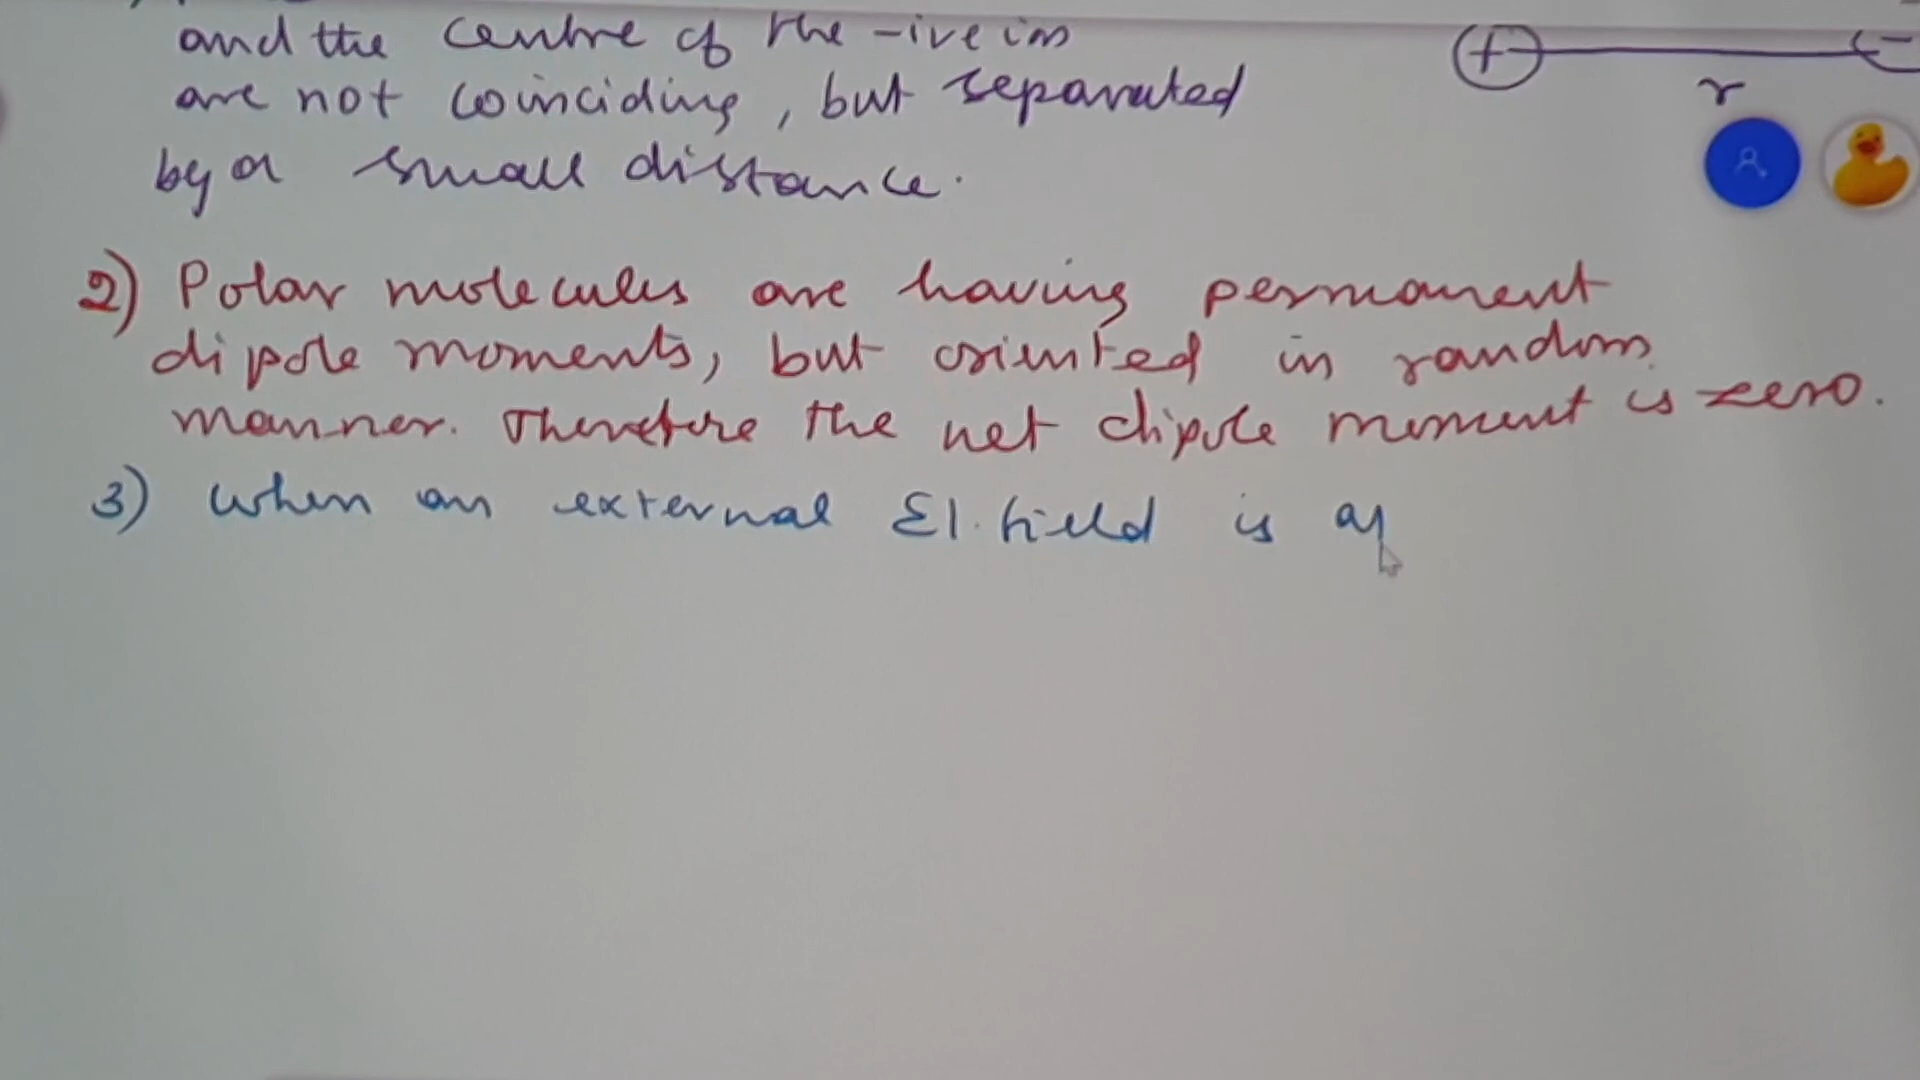 and the centre of the -ive ion
are not coinciding, but separated
by a small distance.
+ -
r
2) Polar molecules are having permanent
dipole moments, but oriented in random
manner. Therefore the net dipole moment is zero.
3) When an external El. field is ap